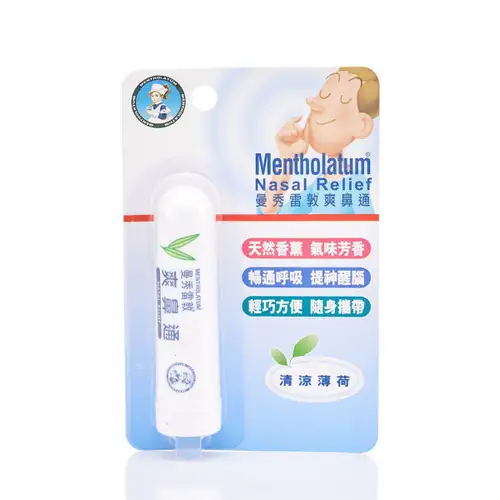 MENTHOLATUM
Mentholatum®
Nasal Relief
曼秀雷敦爽鼻通
天然香薰 氣味芳香
暢通呼吸 提神醒腦
輕巧方便 隨身攜帶
清涼薄荷
MENTHOLATUM
曼秀雷敦
爽鼻通